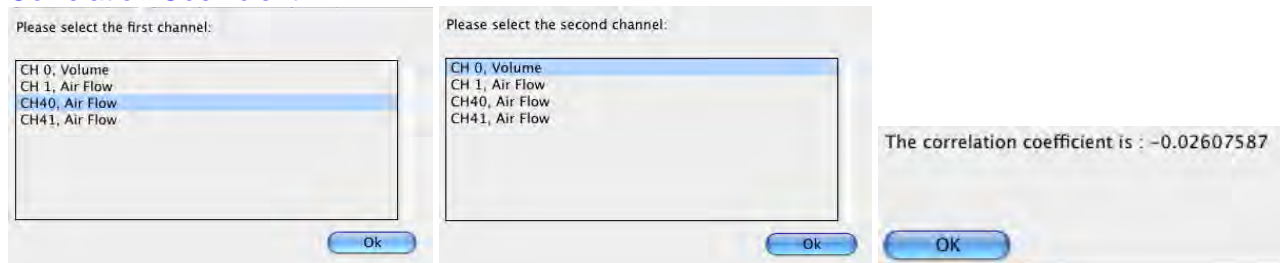 Please select the first channel:
CH 0, Volume
CH 1, Air Flow
CH40, Air Flow
CH41, Air Flow
Ok
Please select the second channel:
CH 0, Volume
CH 1, Air Flow
CH40, Air Flow
CH41, Air Flow
Ok
The correlation coefficient is : -0.02607587
OK